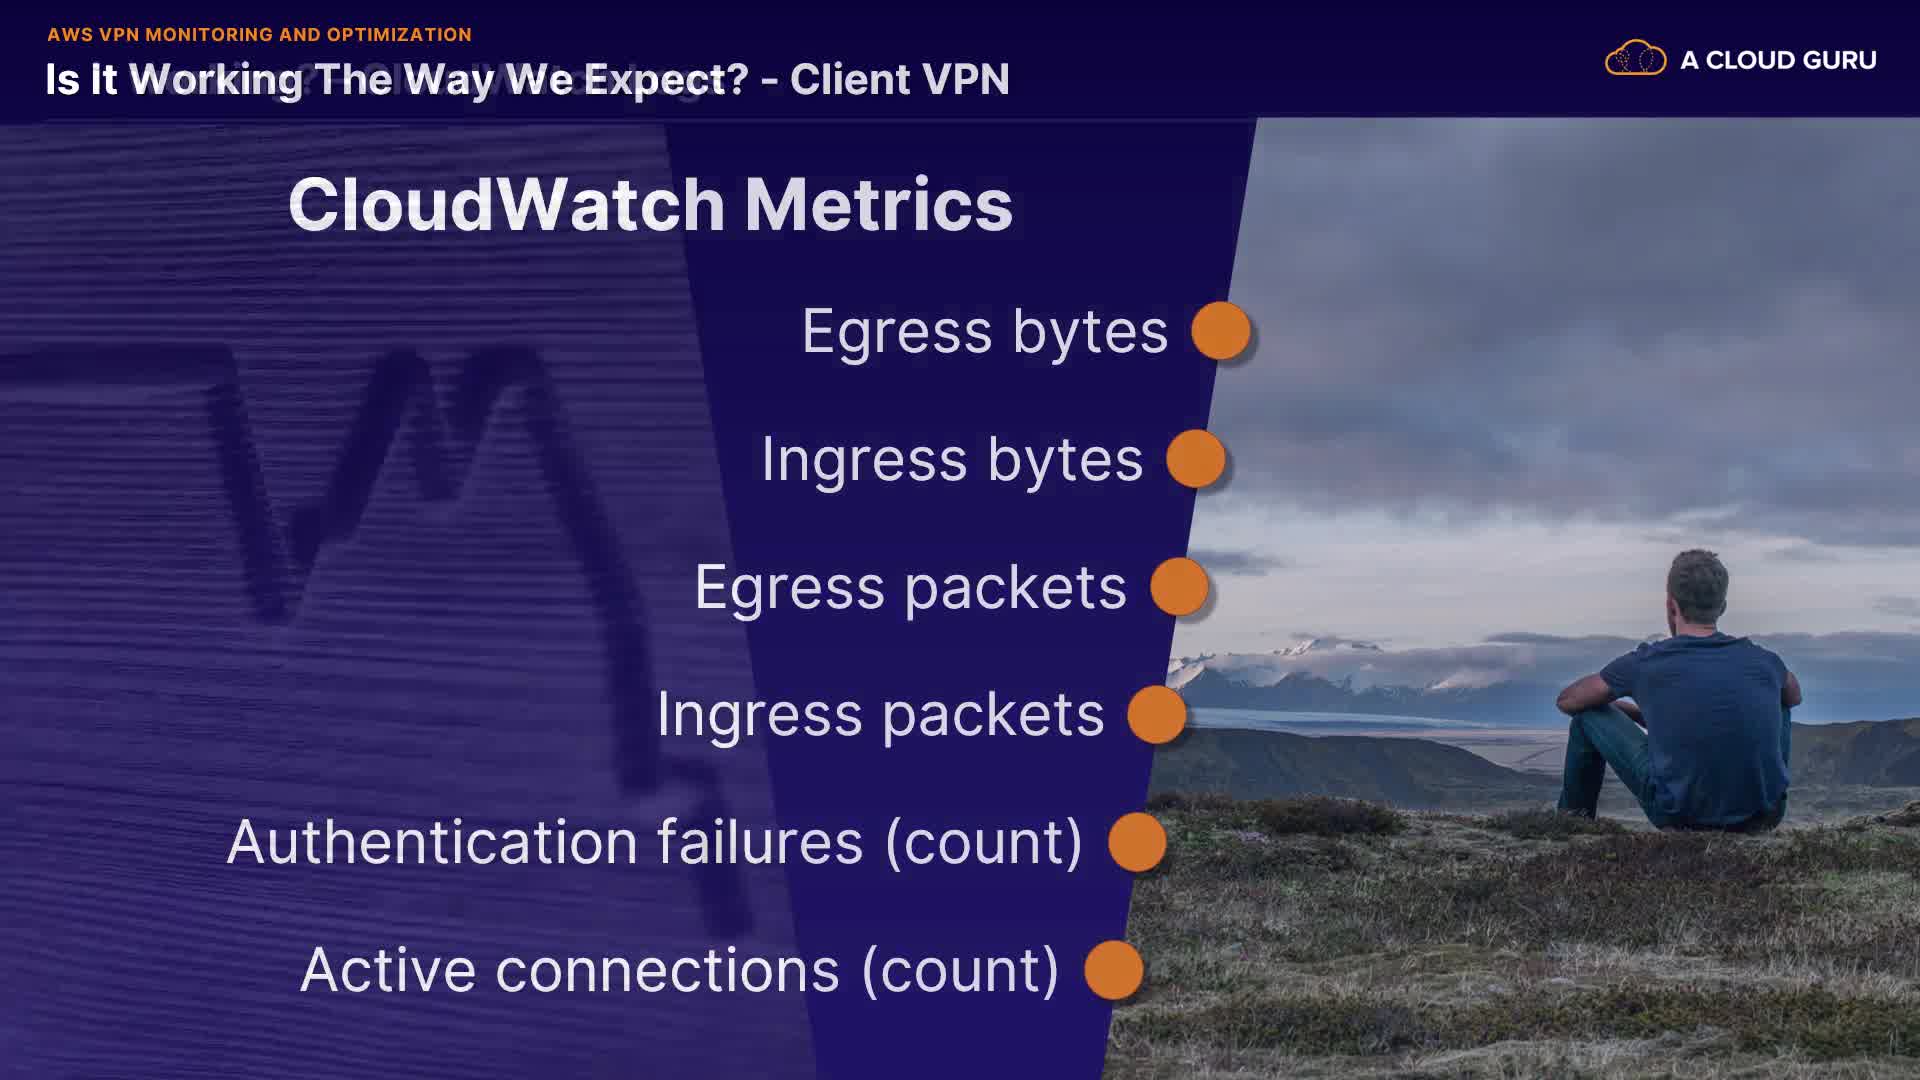 AWS VPN MONITORING AND OPTIMIZATION
Is It Working The Way We Expect? - Client VPN
A CLOUD GURU
CloudWatch Metrics
Egress bytes
Ingress bytes
Egress packets
Ingress packets
Authentication failures (count)
Active connections (count)